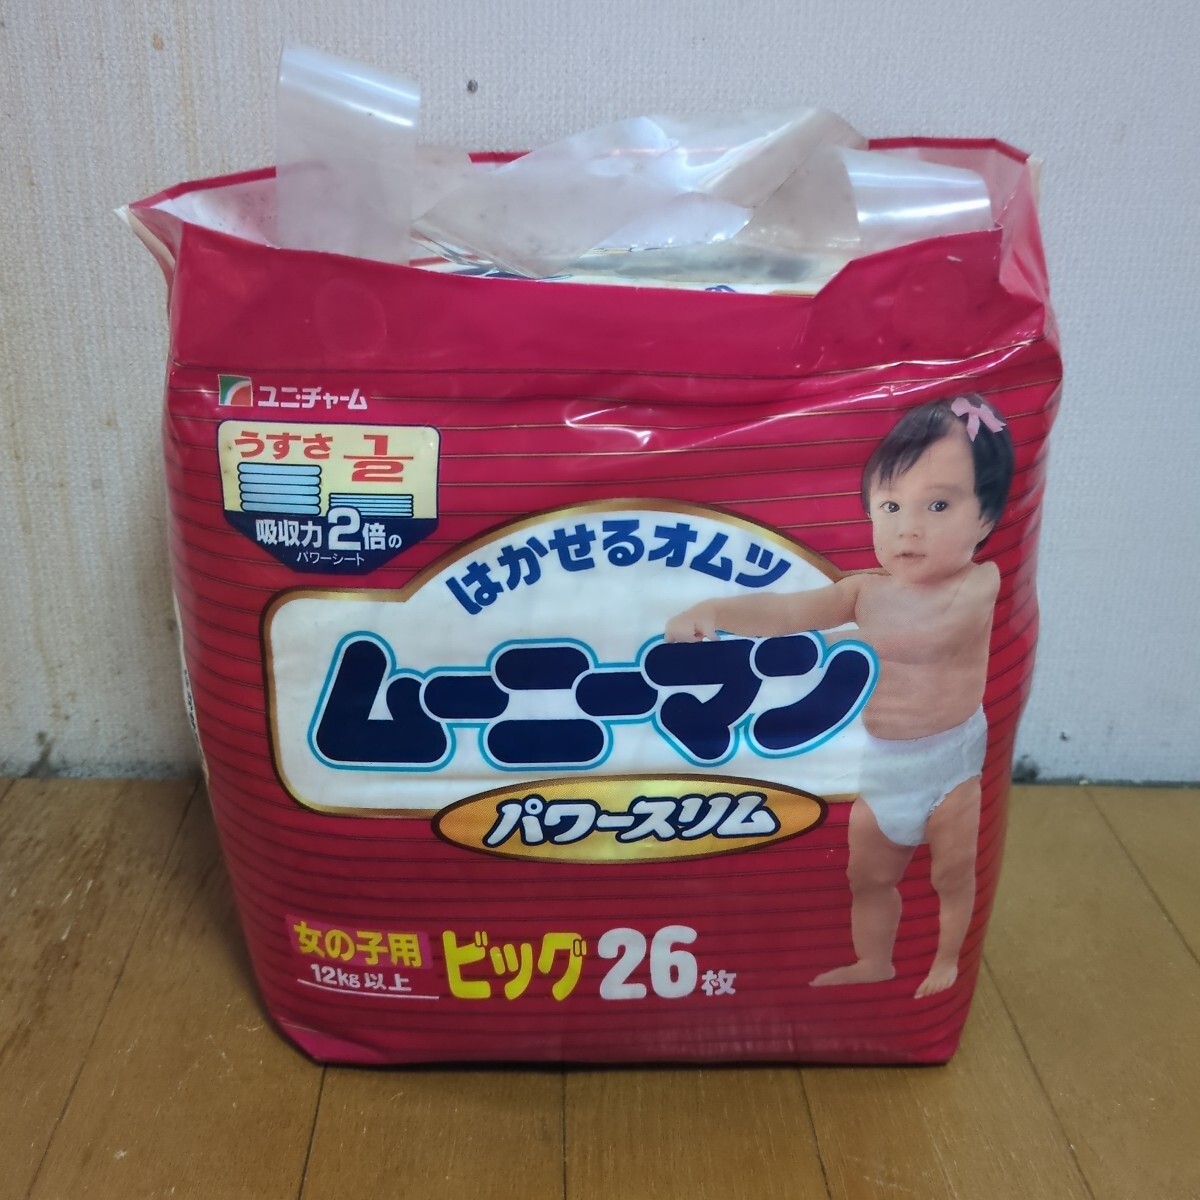 ユニ・チャーム
うすさ 1/2
吸収力2倍の
パワーシート
はかせるオムツ
ムーニーマン
パワースリム
女の子用
12kg以上
ビッグ 26枚